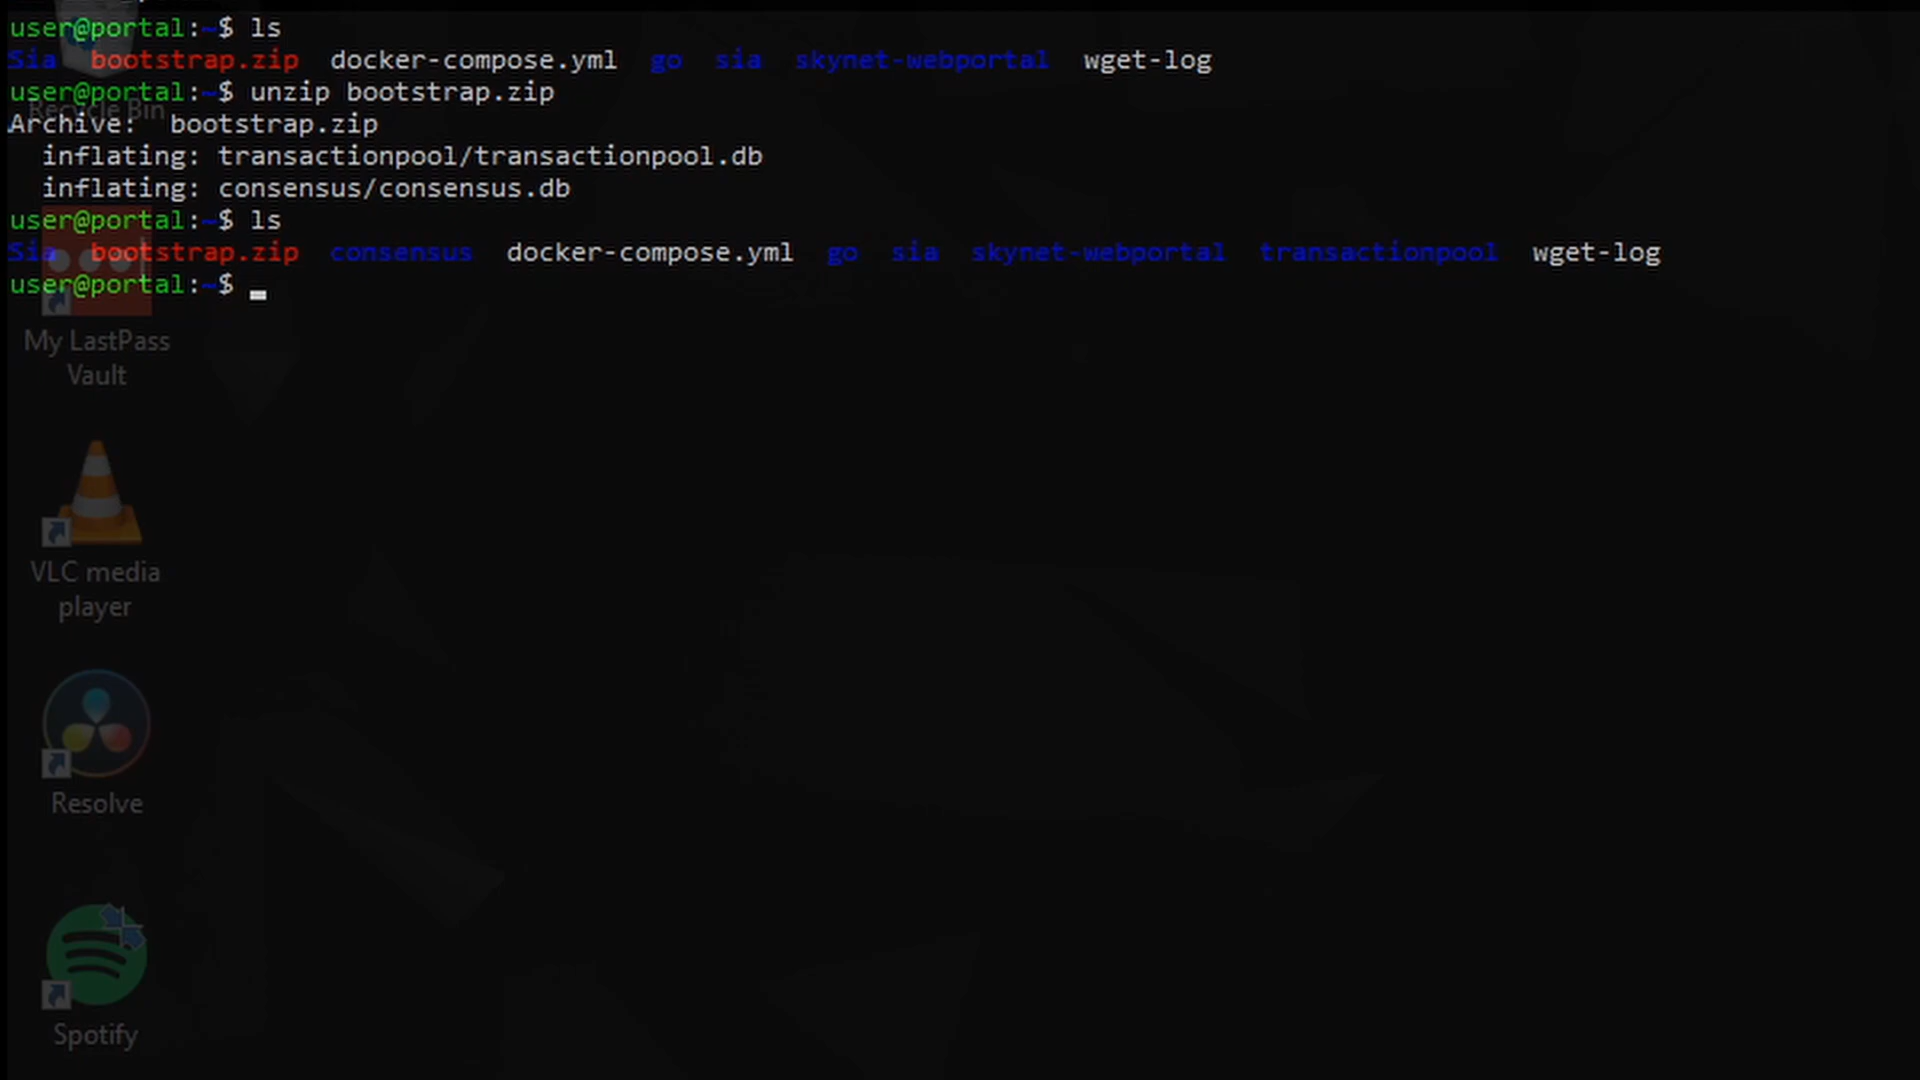 user@portal:~$ ls
Sia bootstrap.zip docker-compose.yml go sia skynet-webportal wget-log
user@portal:~$ unzip bootstrap.zip
Recycle Bin
Archive: bootstrap.zip
inflating: transactionpool/transactionpool.db
inflating: consensus/consensus.db
user@portal:~$ ls
Sia bootstrap.zip consensus docker-compose.yml go sia skynet-webportal transactionpool wget-log
user@portal:~$
My LastPass
Vault
VLC media
player
Resolve
Spotify